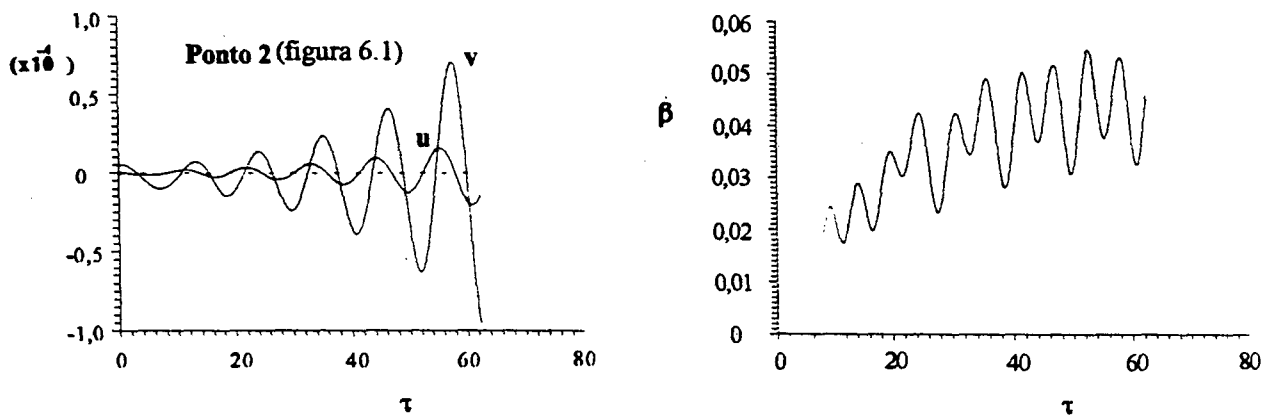 1,0
(x10⁻⁴)
Ponto 2 (figura 6.1)
v
0,5
u
0
-0,5
-1,0
0 20 40 60 80
τ
0,06
0,05
β
0,04
0,03
0,02
0,01
0
0 20 40 60 80
τ